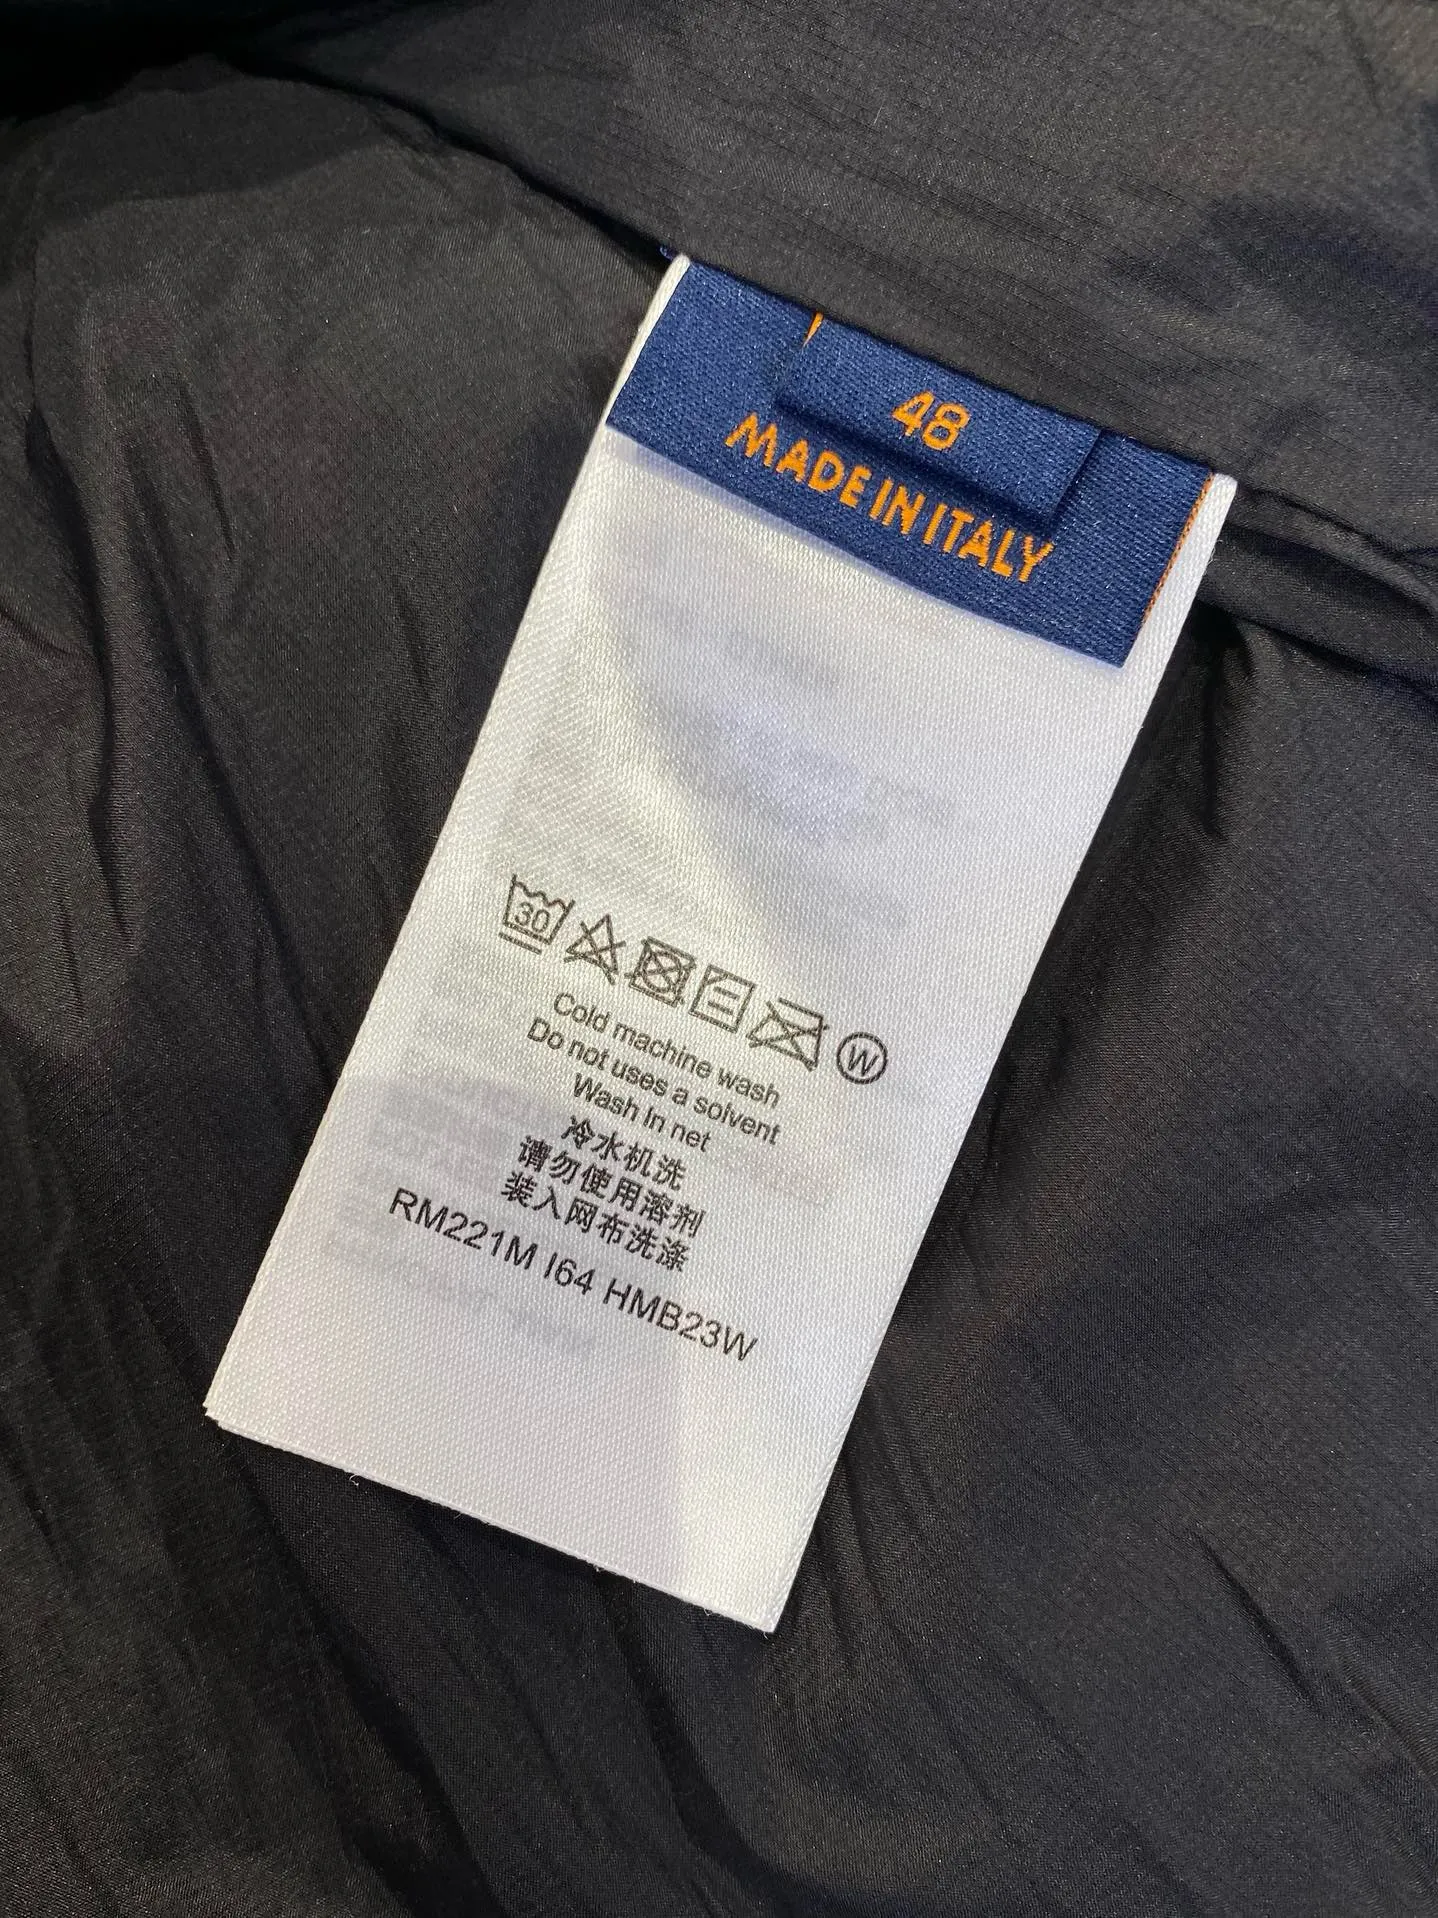 48
MADE IN ITALY
30
W
Cold machine wash
Do not uses a solvent
Wash In net
冷水机洗
请勿使用溶剂
装入网布洗涤
RM221M I64 HMB23W